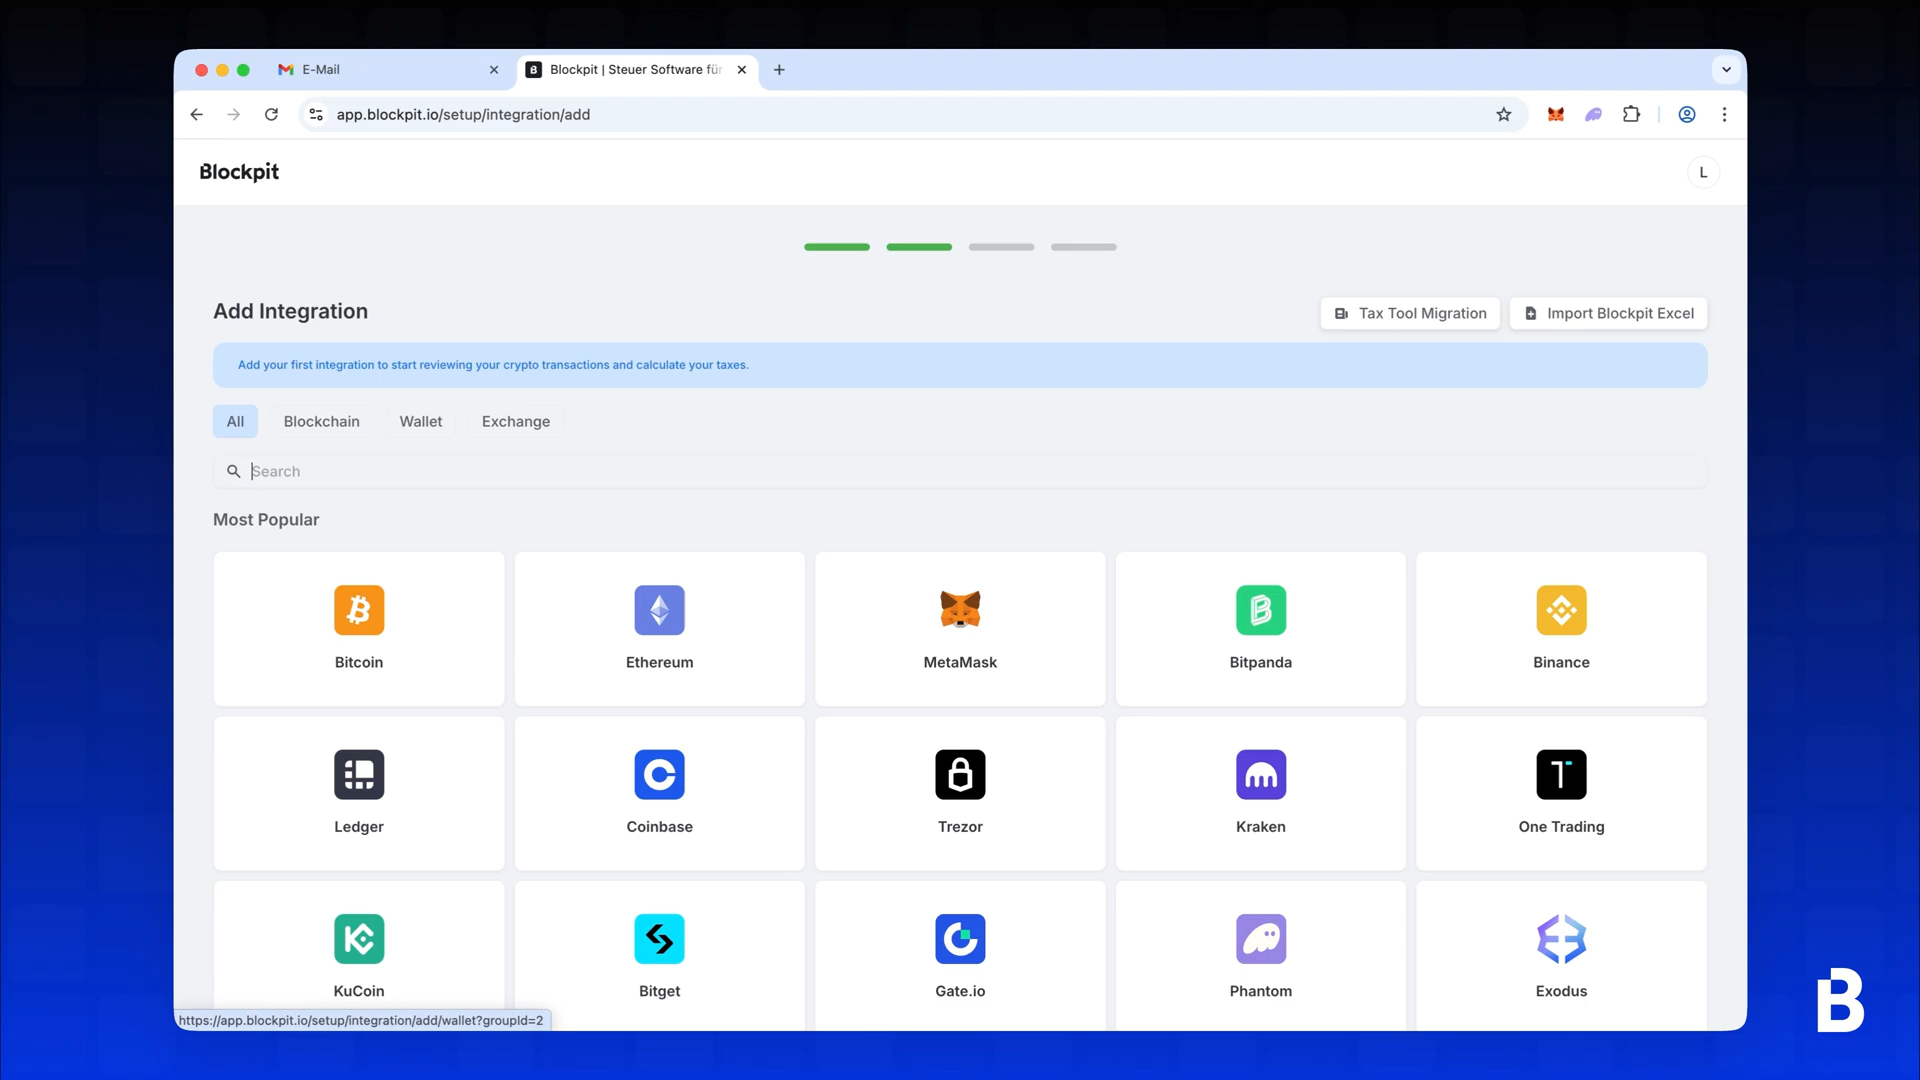 E-Mail
Blockpit | Steuer Software für
app.blockpit.io/setup/integration/add
Blockpit
L
Add Integration
Tax Tool Migration
Import Blockpit Excel
Add your first integration to start reviewing your crypto transactions and calculate your taxes.
All
Blockchain
Wallet
Exchange
Search
Most Popular
Bitcoin
Ethereum
MetaMask
Bitpanda
Binance
Ledger
Coinbase
Trezor
Kraken
One Trading
KuCoin
Bitget
Gate.io
Phantom
Exodus
https://app.blockpit.io/setup/integration/add/wallet?groupId=2
B